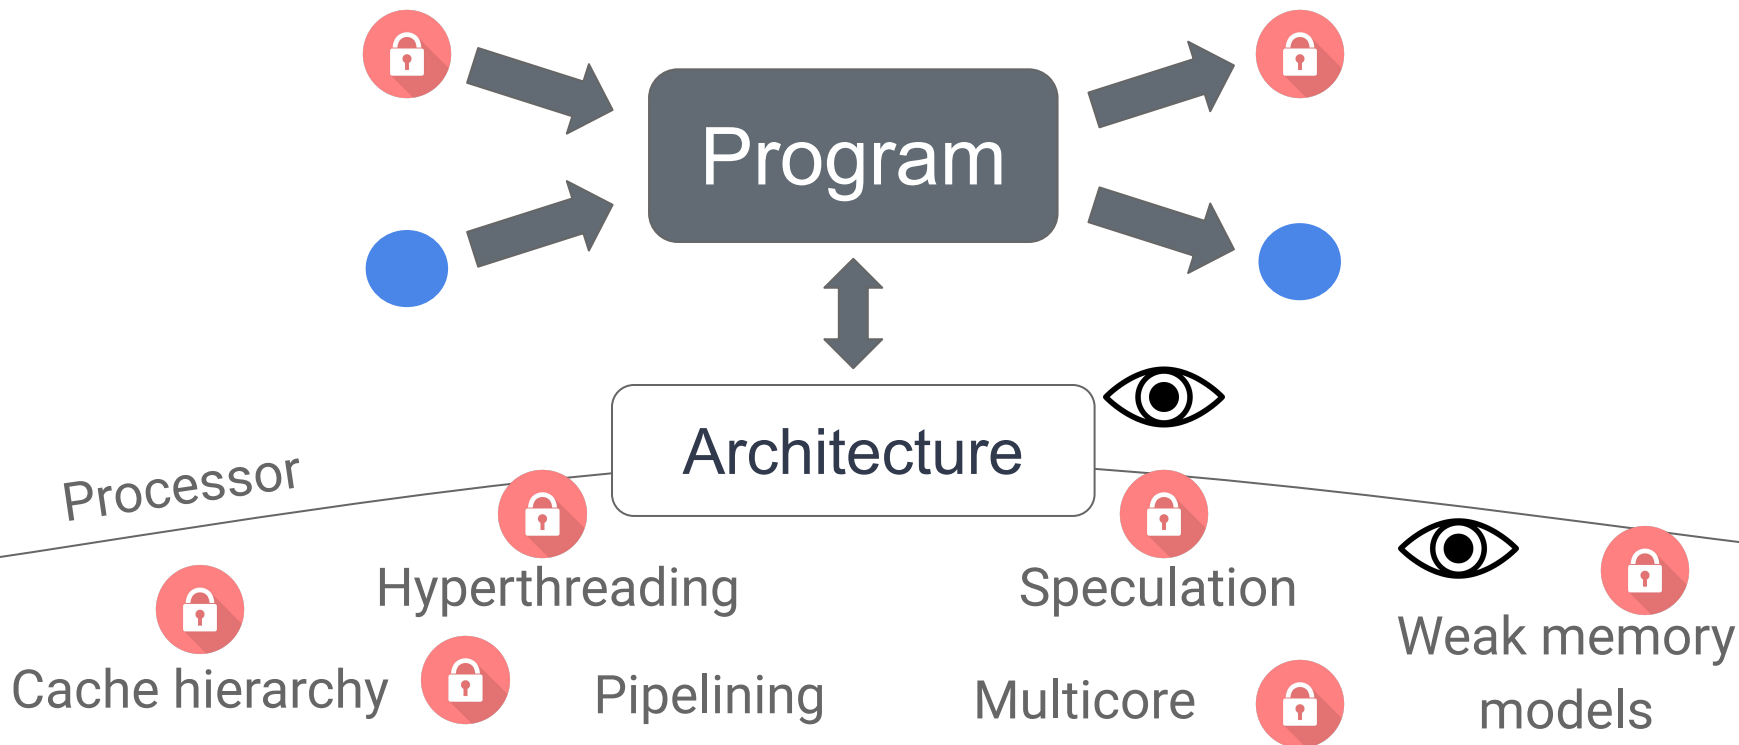 Program
Architecture
Processor
Hyperthreading
Speculation
Cache hierarchy
Pipelining
Multicore
Weak memory
models